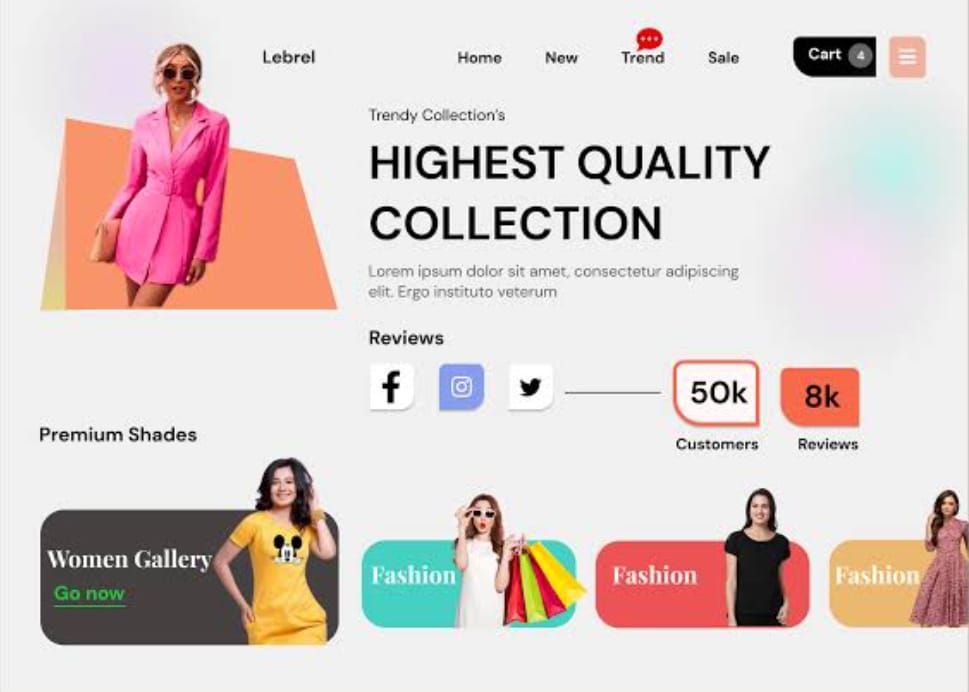 Lebrel
Home
New
Trend
Sale
Cart 4
Trendy Collection's
HIGHEST QUALITY
COLLECTION
Lorem ipsum dolor sit amet, consectetur adipiscing
elit. Ergo instituto veterum
Reviews
50k
8k
Customers
Reviews
Premium Shades
Women Gallery
Go now
Fashion
Fashion
Fashion